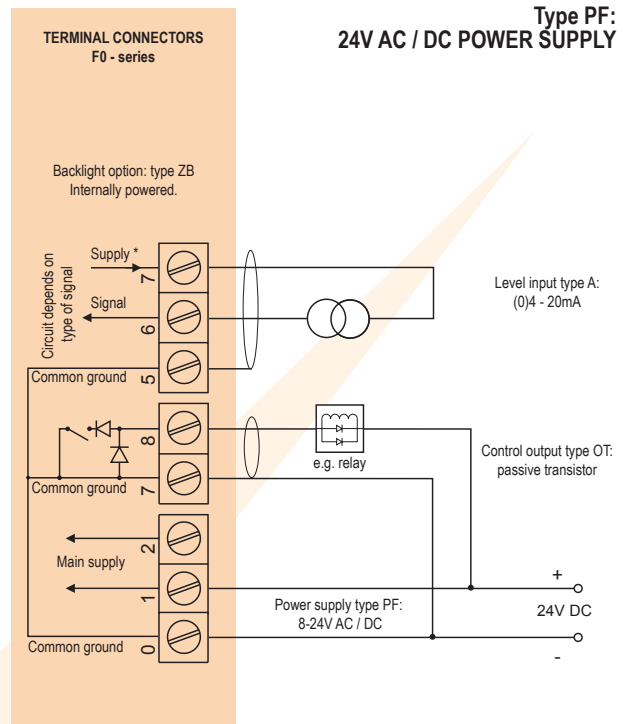 Type PF:
24V AC / DC POWER SUPPLY
TERMINAL CONNECTORS
F0 - series
Backlight option: type ZB
Internally powered.
Circuit depends on
type of signal
Supply *
7
Signal
6
Common ground
5
Level input type A:
(0)4 - 20mA
8
e.g. relay
Control output type OT:
passive transistor
Common ground
7
2
Main supply
1
Power supply type PF:
8-24V AC / DC
+
24V DC
-
Common ground
0